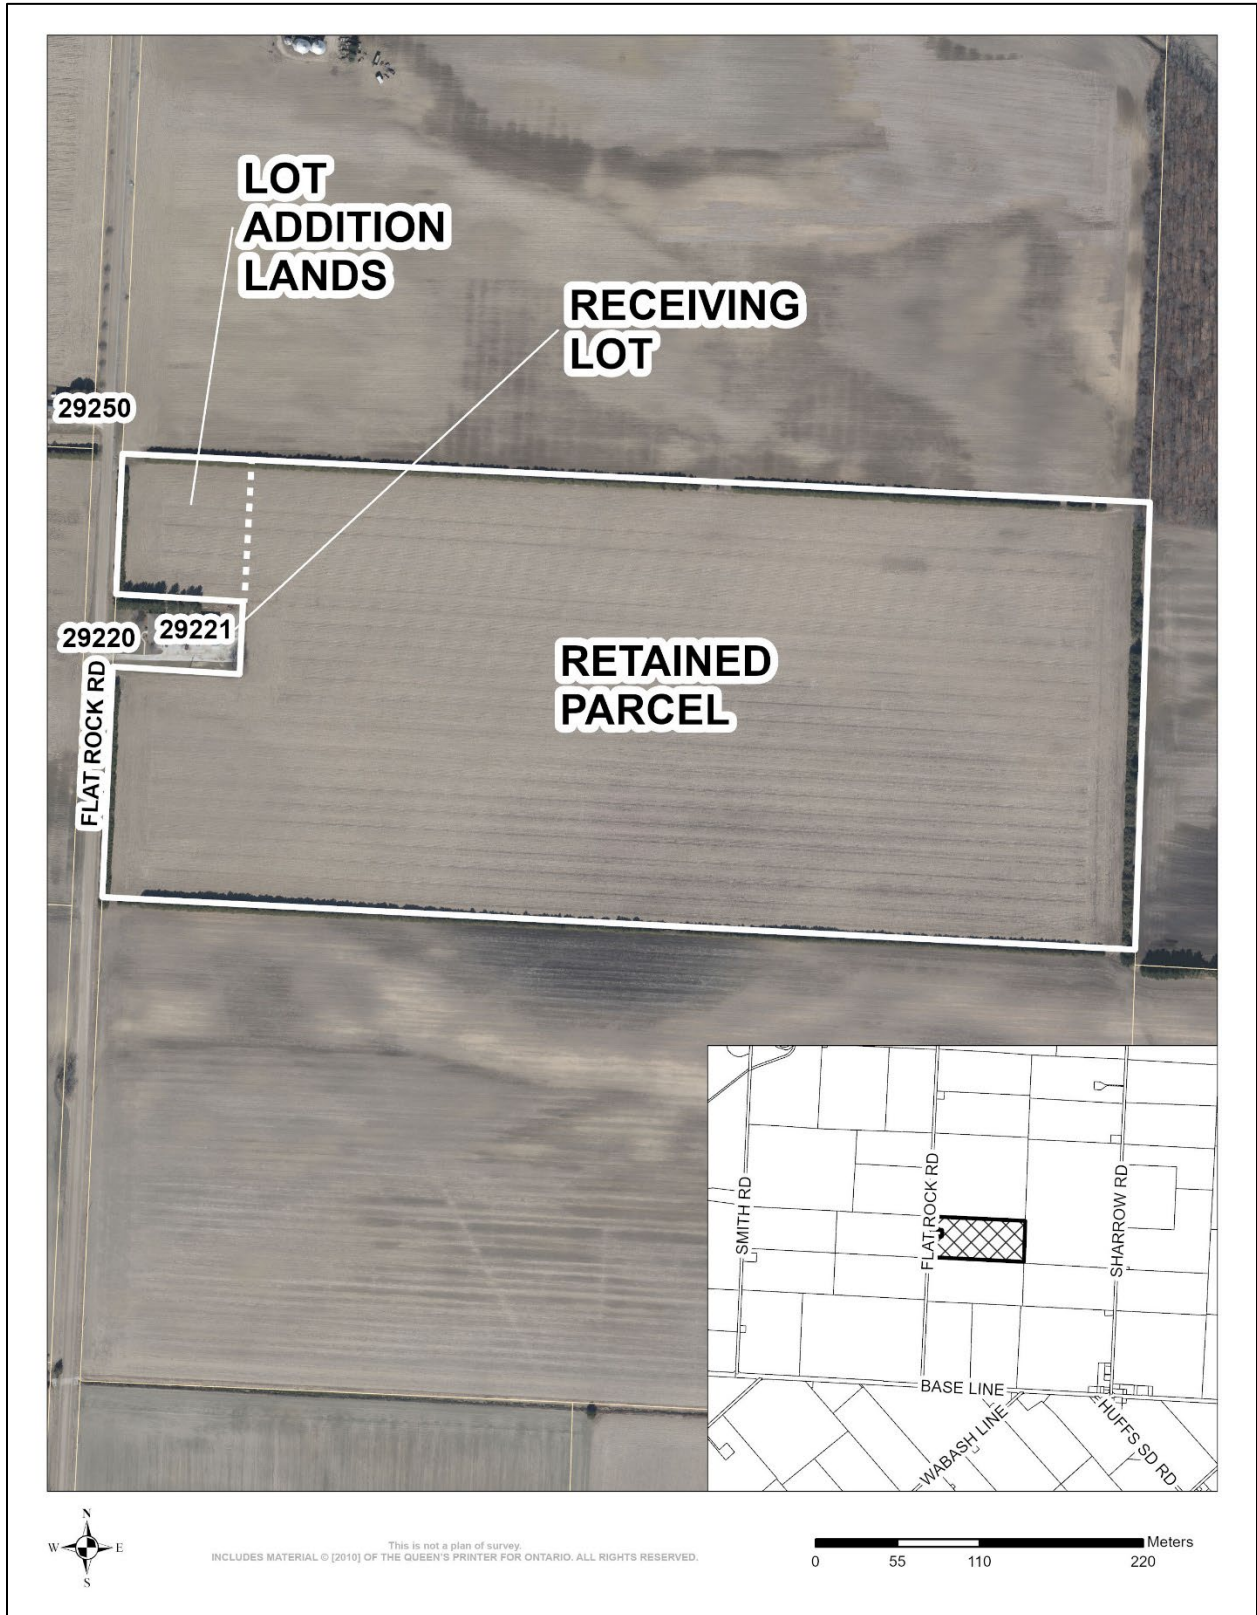 LOT
ADDITION
LANDS
RECEIVING
LOT
29250
29220
29221
FLAT ROCK RD
RETAINED
PARCEL
SMITH RD
FLAT ROCK RD
SHARROW RD
BASE LINE
WABASH LINE
HUFFS SD RD
N
W
E
S
This is not a plan of survey.
INCLUDES MATERIAL © [2010] OF THE QUEEN'S PRINTER FOR ONTARIO. ALL RIGHTS RESERVED.
Meters
0 55 110 220